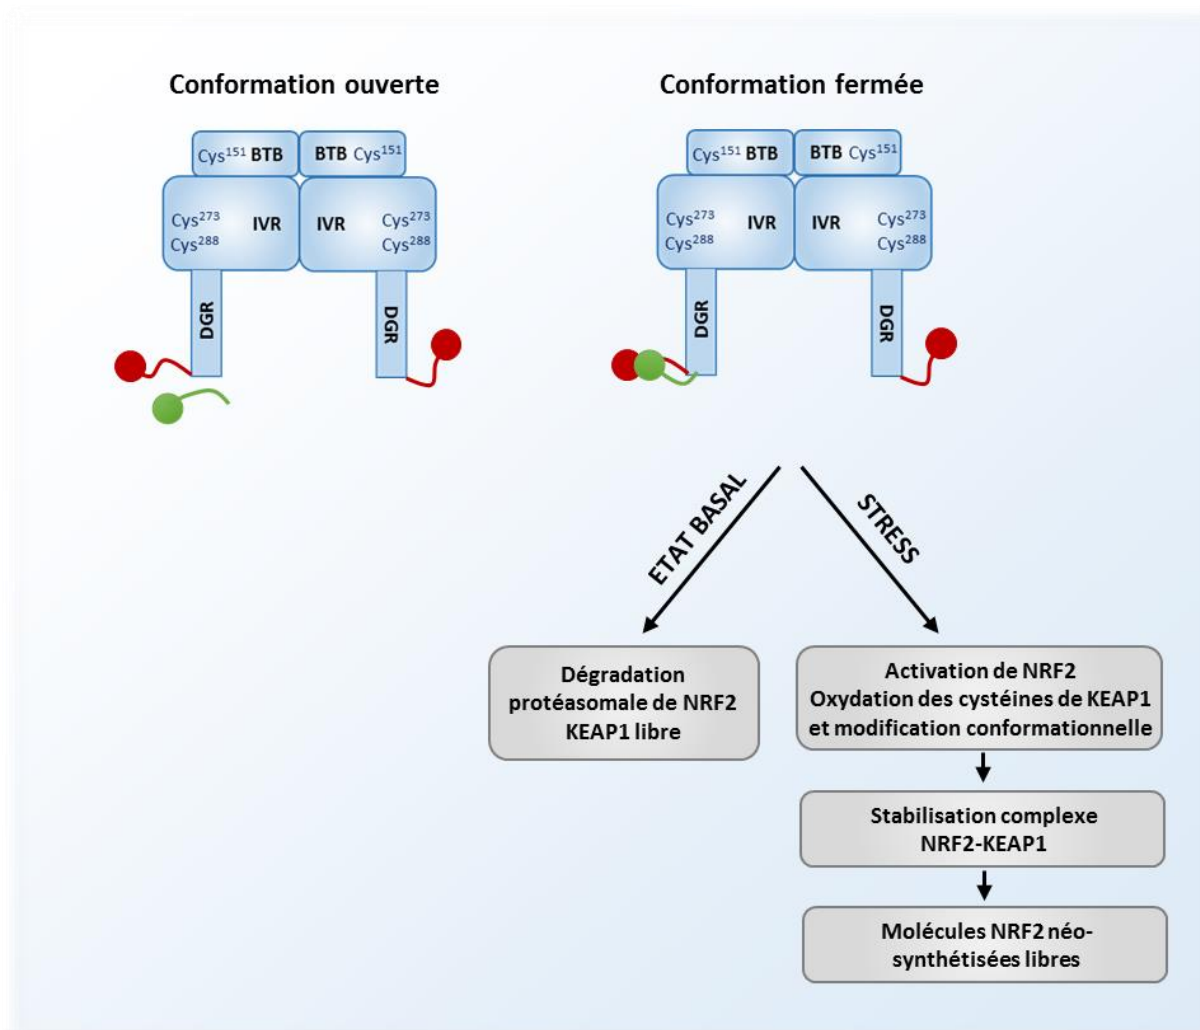 Conformation ouverte
Conformation fermée
Cys¹⁵¹ BTB BTB Cys¹⁵¹
Cys²⁷³ IVR IVR Cys²⁷³
Cys²⁸⁸ Cys²⁸⁸
DGR DGR
Cys¹⁵¹ BTB BTB Cys¹⁵¹
Cys²⁷³ IVR IVR Cys²⁷³
Cys²⁸⁸ Cys²⁸⁸
DGR DGR
ETAT BASAL
STRESS
Dégradation
protéasomale de NRF2
KEAP1 libre
Activation de NRF2
Oxydation des cystéines de KEAP1
et modification conformationnelle
Stabilisation complexe
NRF2-KEAP1
Molécules NRF2 néo-
synthétisées libres